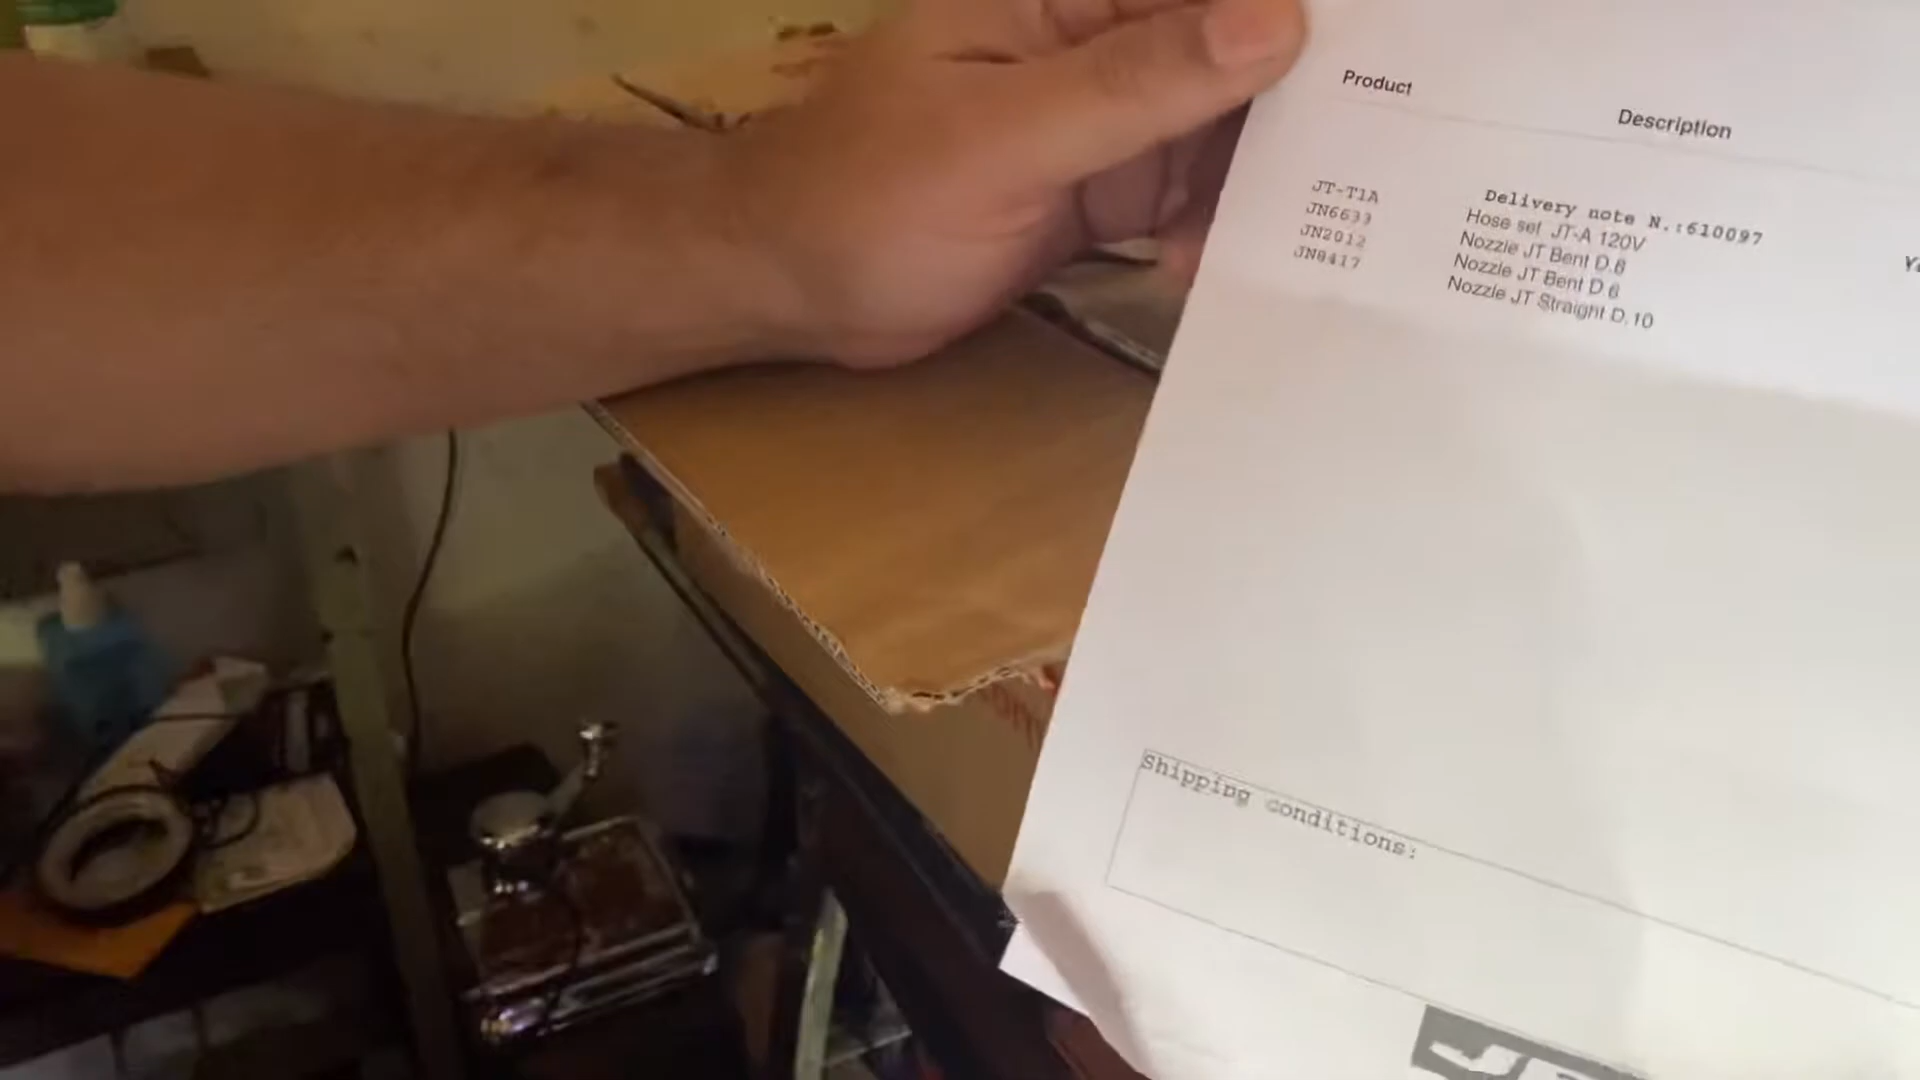 Product Description
Delivery note N.:610097
JT-T1A Hose set JT-A 120V
JN6633 Nozzle JT Bent D.8
JN2012 Nozzle JT Bent D 6
JN8417 Nozzle JT Straight D.10
Shipping conditions: